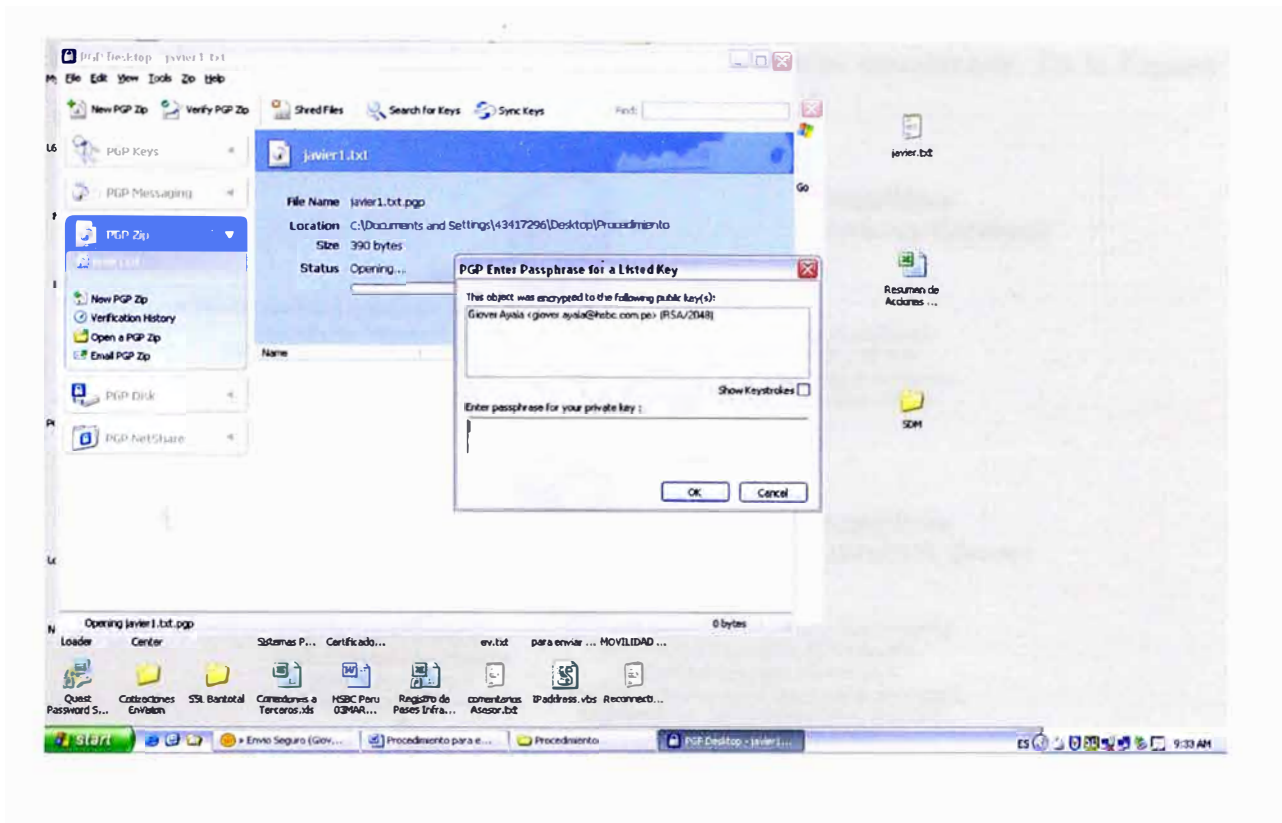 PGP Desktop - javier1.txt
File Edit View Tools Zip Help
New PGP Zip Verify PGP Zip Shred Files Search for Keys Sync Keys Find:
PGP Keys
javier1.txt
javier.txt
Go
PGP Messaging
File Name javier1.txt.pgp
Location C:\Documents and Settings\43417296\Desktop\Procedimiento
Size 390 bytes
Status Opening...
PGP Zip
New PGP Zip
Verification History
Open a PGP Zip
Email PGP Zip
Name
PGP Disk
PGP NetShare
PGP Enter Passphrase for a Listed Key
This object was encrypted to the following public key(s):
Giover Ayala <giover.ayala@hsbc.com.pe> (RSA/2048)
Show Keystrokes
Enter passphrase for your private key :
OK Cancel
Resumen de
Acciones ...
SDM
Opening javier1.txt.pgp 0 bytes
Loader Center Sistemas P... Certificado... ev.txt para enviar ... MOVILIDAD ...
Quest
Password S...
Cotizaciones
EnVision
SSL Bantotal
Conexiones a
Terceros.xls
HSBC Peru
03MAR...
Registro de
Pases Infra...
comentarios
Asesor.txt
IPaddress.vbs
Reconnecti...
Start Envio Seguro (Giov... Procedimiento para e... Procedimiento PGP Desktop - javier1.... ES 9:33 AM